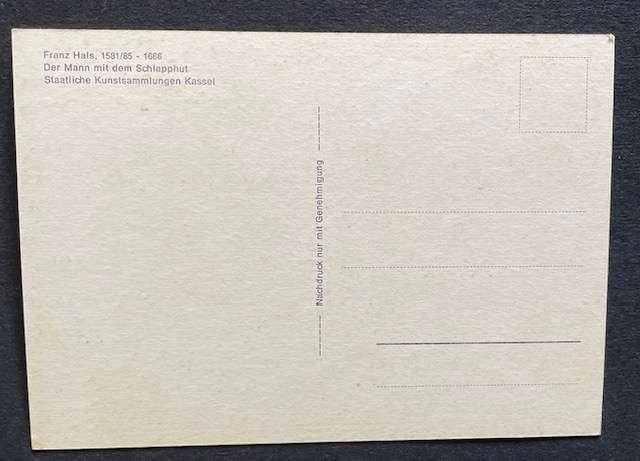 Franz Hals, 1581/85 - 1666
Der Mann mit dem Schlapphut
Staatliche Kunstsammlungen Kassel
Nachdruck nur mit Genehmigung